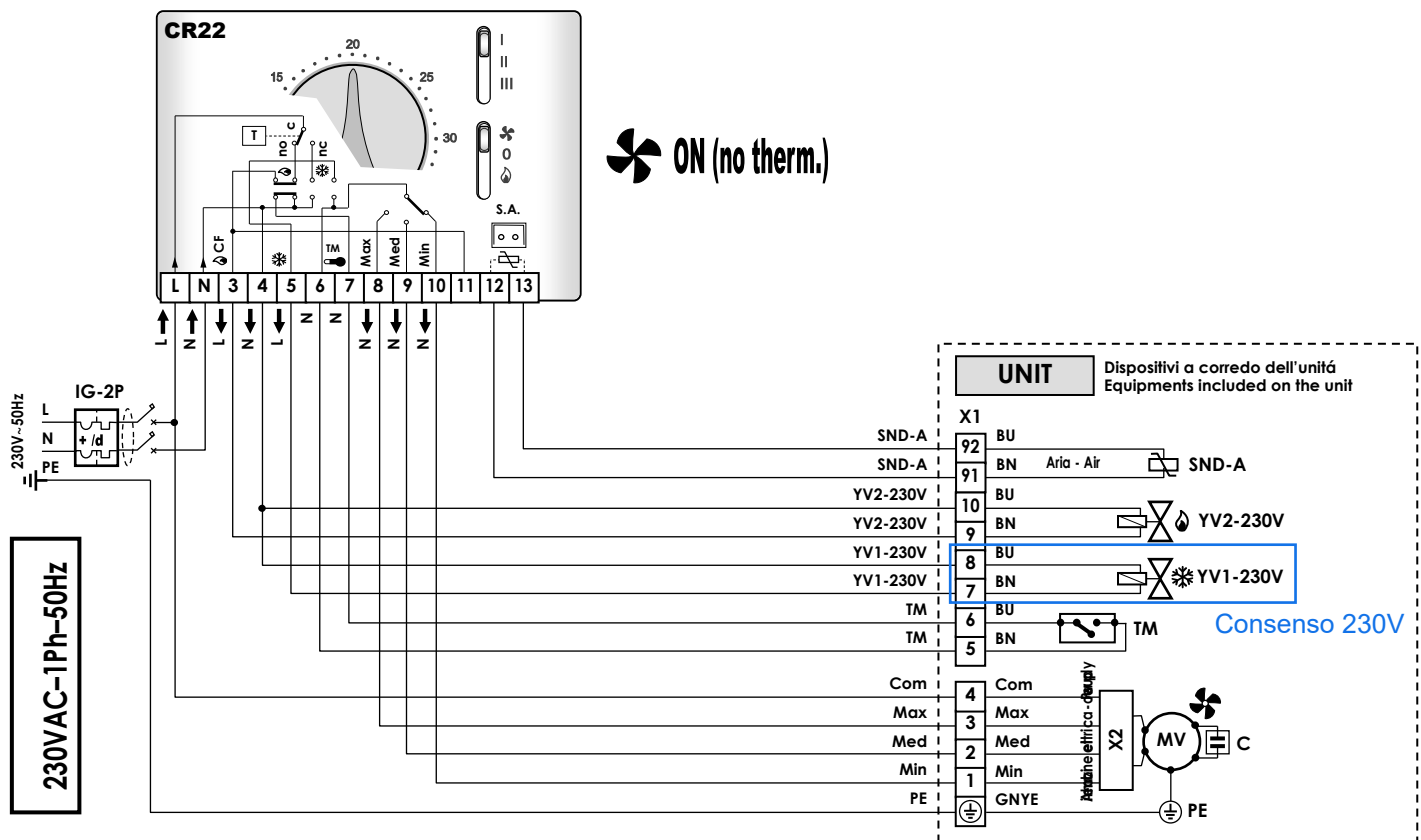 CR22
15
20
25
30
I
II
III
0
T
c
no
nc
S.A.
CF
TM
Max
Med
Min
L N 3 4 5 6 7 8 9 10 11 12 13
L N L N L N N N N N
ON (no therm.)
IG-2P
230V~50Hz
L
N
PE
+ /d
230VAC–1Ph–50Hz
UNIT
Dispositivi a corredo dell'unitá
Equipments included on the unit
X1
SND-A 92 BU
SND-A 91 BN Aria - Air SND-A
YV2-230V 10 BU
YV2-230V 9 BN YV2-230V
YV1-230V 8 BU
YV1-230V 7 BN YV1-230V
Consenso 230V
TM 6 BU
TM 5 BN TM
Com 4 Com
Max 3 Max
Med 2 Med
Min 1 Min
PE GNYE
X2
MV
C
PE